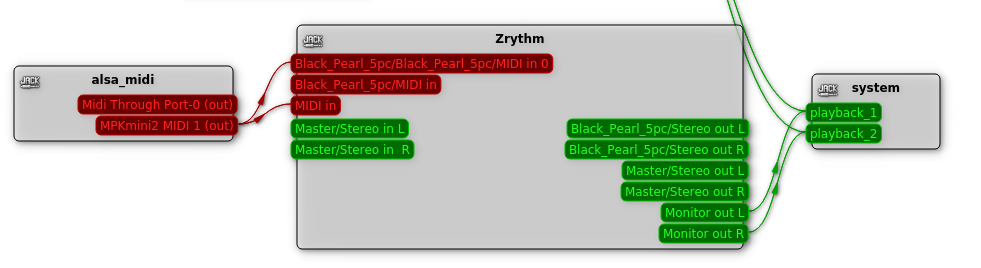 JACK
alsa_midi
Midi Through Port-0 (out)
MPKmini2 MIDI 1 (out)
JACK
Zrythm
Black_Pearl_5pc/Black_Pearl_5pc/MIDI in 0
Black_Pearl_5pc/MIDI in
MIDI in
Master/Stereo in L
Master/Stereo in  R
Black_Pearl_5pc/Stereo out L
Black_Pearl_5pc/Stereo out R
Master/Stereo out L
Master/Stereo out R
Monitor out L
Monitor out R
JACK
system
playback_1
playback_2